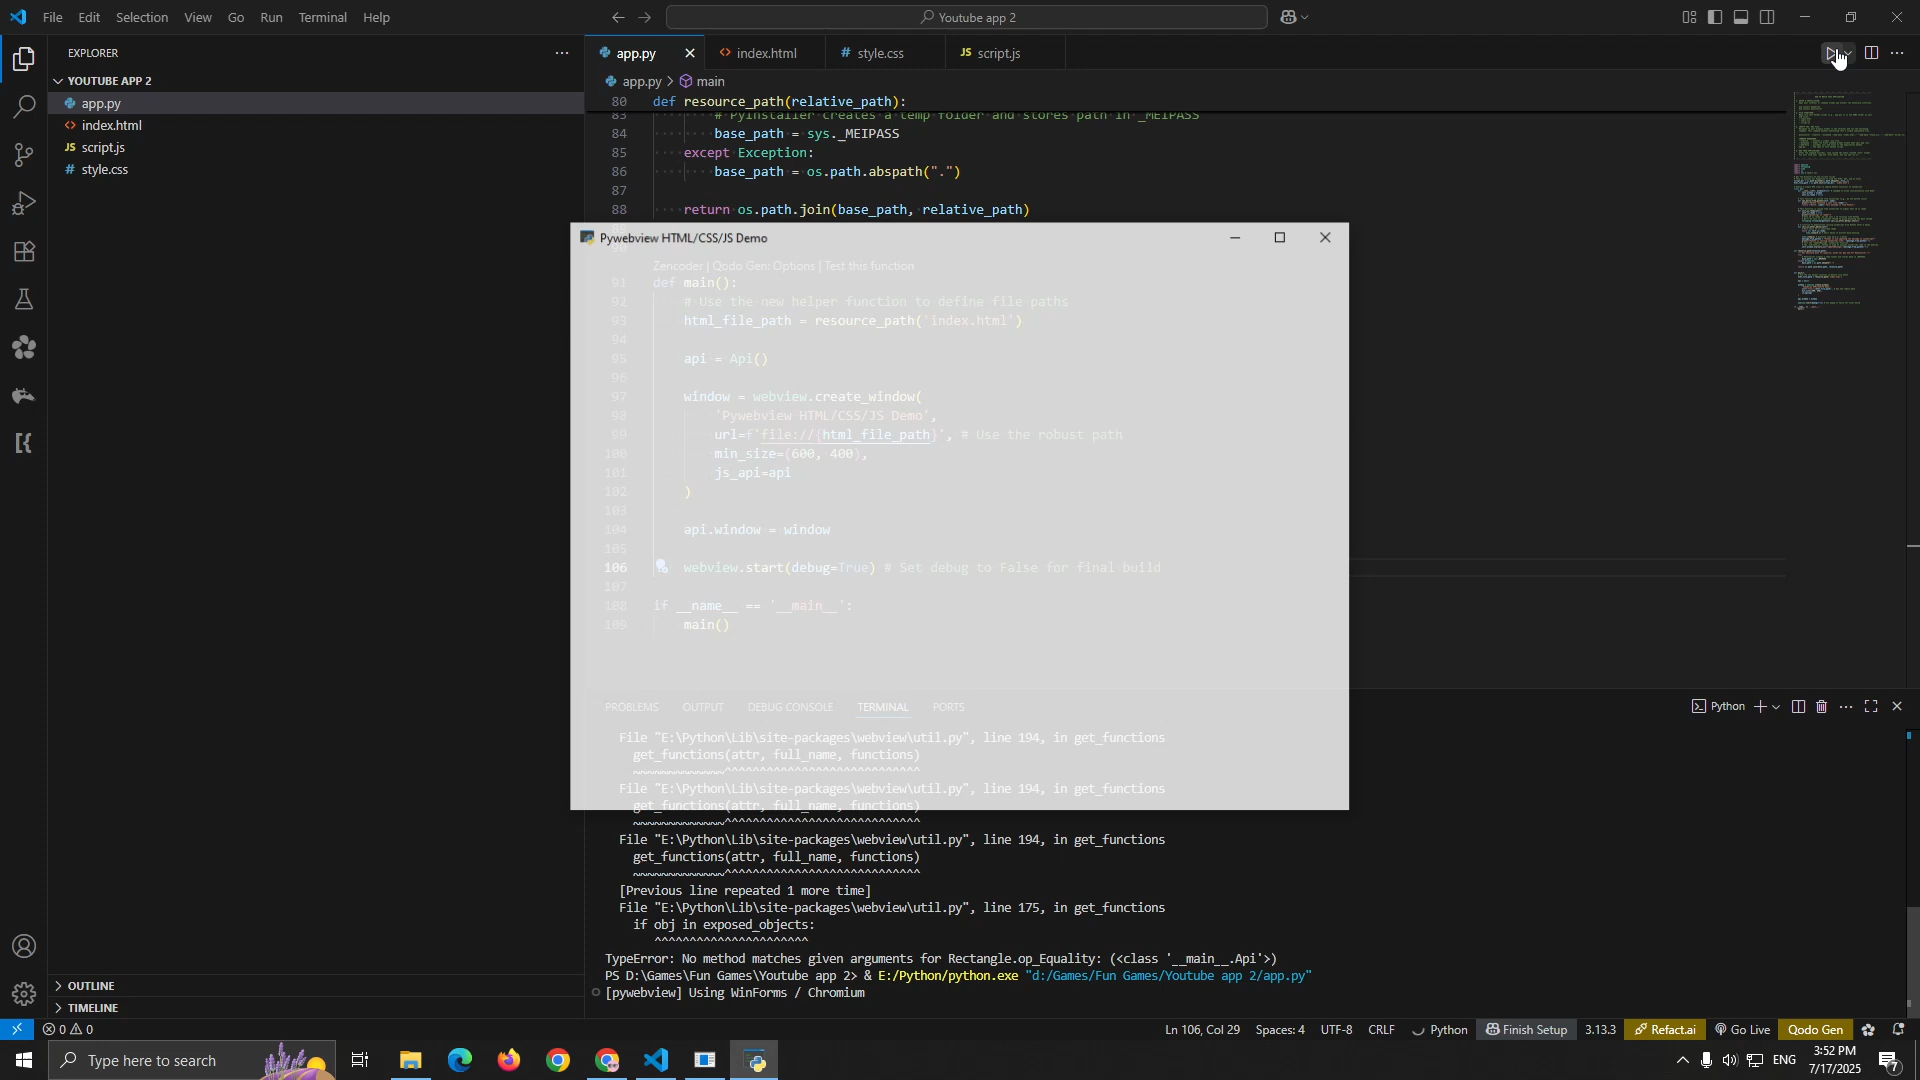 File Edit Selection View Go Run Terminal Help
Youtube app 2
EXPLORER
YOUTUBE APP 2
app.py
index.html
JS script.js
# style.css
OUTLINE
TIMELINE
app.py
<> index.html
# style.css
JS script.js
app.py > main
80 def resource_path(relative_path):
83 # PyInstaller creates a temp folder and stores path in _MEIPASS
84 base_path = sys._MEIPASS
85 except Exception:
86 base_path = os.path.abspath(".")
87
88 return os.path.join(base_path, relative_path)
Pywebview HTML/CSS/JS Demo
Zencoder | Qodo Gen: Options | Test this function
91 def main():
92 # Use the new helper function to define file paths
93 html_file_path = resource_path('index.html')
94
95 api = Api()
96
97 window = webview.create_window(
98 'Pywebview HTML/CSS/JS Demo',
99 url=f'file://{html_file_path}', # Use the robust path
100 min_size=(600, 400),
101 js_api=api
102 )
103
104 api.window = window
105
106 webview.start(debug=True) # Set debug to False for final build
107
108 if __name__ == '__main__':
109 main()
PROBLEMS OUTPUT DEBUG CONSOLE TERMINAL PORTS
Python
File "E:\Python\Lib\site-packages\webview\util.py", line 194, in get_functions
get_functions(attr, full_name, functions)
~~~~~~~~~~~~~^^^^^^^^^^^^^^^^^^^^^^^^^^^^
File "E:\Python\Lib\site-packages\webview\util.py", line 194, in get_functions
get_functions(attr, full_name, functions)
~~~~~~~~~~~~~^^^^^^^^^^^^^^^^^^^^^^^^^^^^
File "E:\Python\Lib\site-packages\webview\util.py", line 194, in get_functions
get_functions(attr, full_name, functions)
~~~~~~~~~~~~~^^^^^^^^^^^^^^^^^^^^^^^^^^^^
[Previous line repeated 1 more time]
File "E:\Python\Lib\site-packages\webview\util.py", line 175, in get_functions
if obj in exposed_objects:
^^^^^^^^^^^^^^^^^^^^^^
TypeError: No method matches given arguments for Rectangle.op_Equality: (<class '__main__.Api'>)
PS D:\Games\Fun Games\Youtube app 2> & E:/Python/python.exe "d:/Games/Fun Games/Youtube app 2/app.py"
[pywebview] Using WinForms / Chromium
0 0
Ln 106, Col 29 Spaces: 4 UTF-8 CRLF Python Finish Setup 3.13.3 Refact.ai Go Live Qodo Gen
Type here to search
ENG
3:52 PM
7/17/2025
7